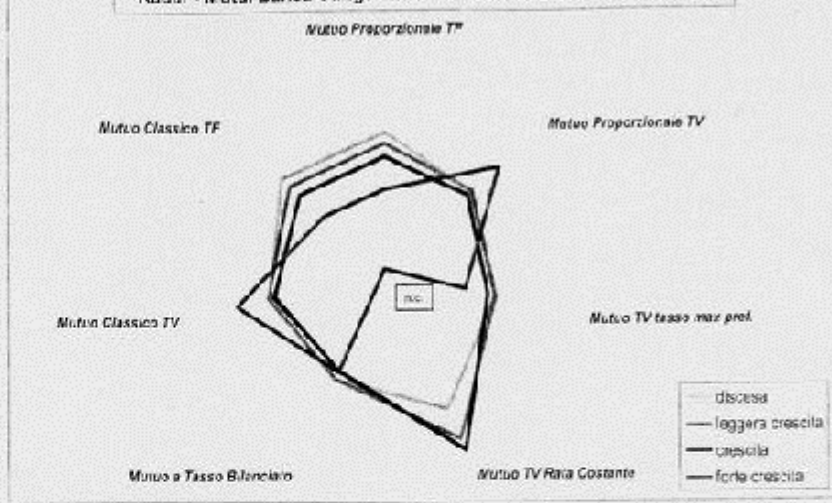 Mutuo Proporzionale TF
Mutuo Classico TF
Mutuo Proporzionale TV
n.c.
Mutuo Classico TV
Mutuo TV tasso max pref.
discesa
leggera crescita
crescita
forte crescita
Mutuo a Tasso Bilanciato
Mutuo TV Rata Costante